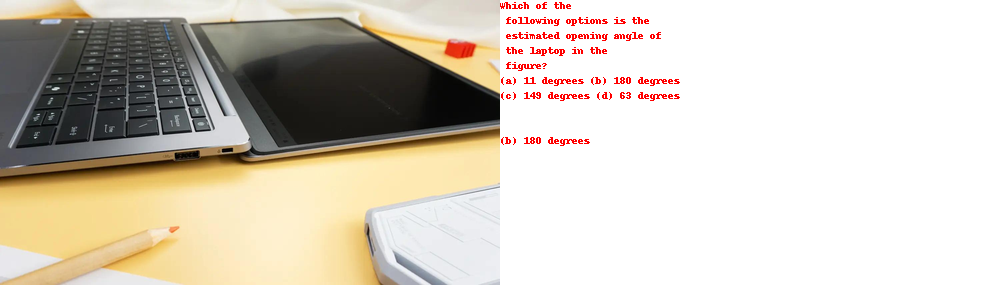 Which of the
following options is the
estimated opening angle of
the laptop in the
figure?
(a) 11 degrees (b) 180 degrees
(c) 149 degrees (d) 63 degrees
(b) 180 degrees